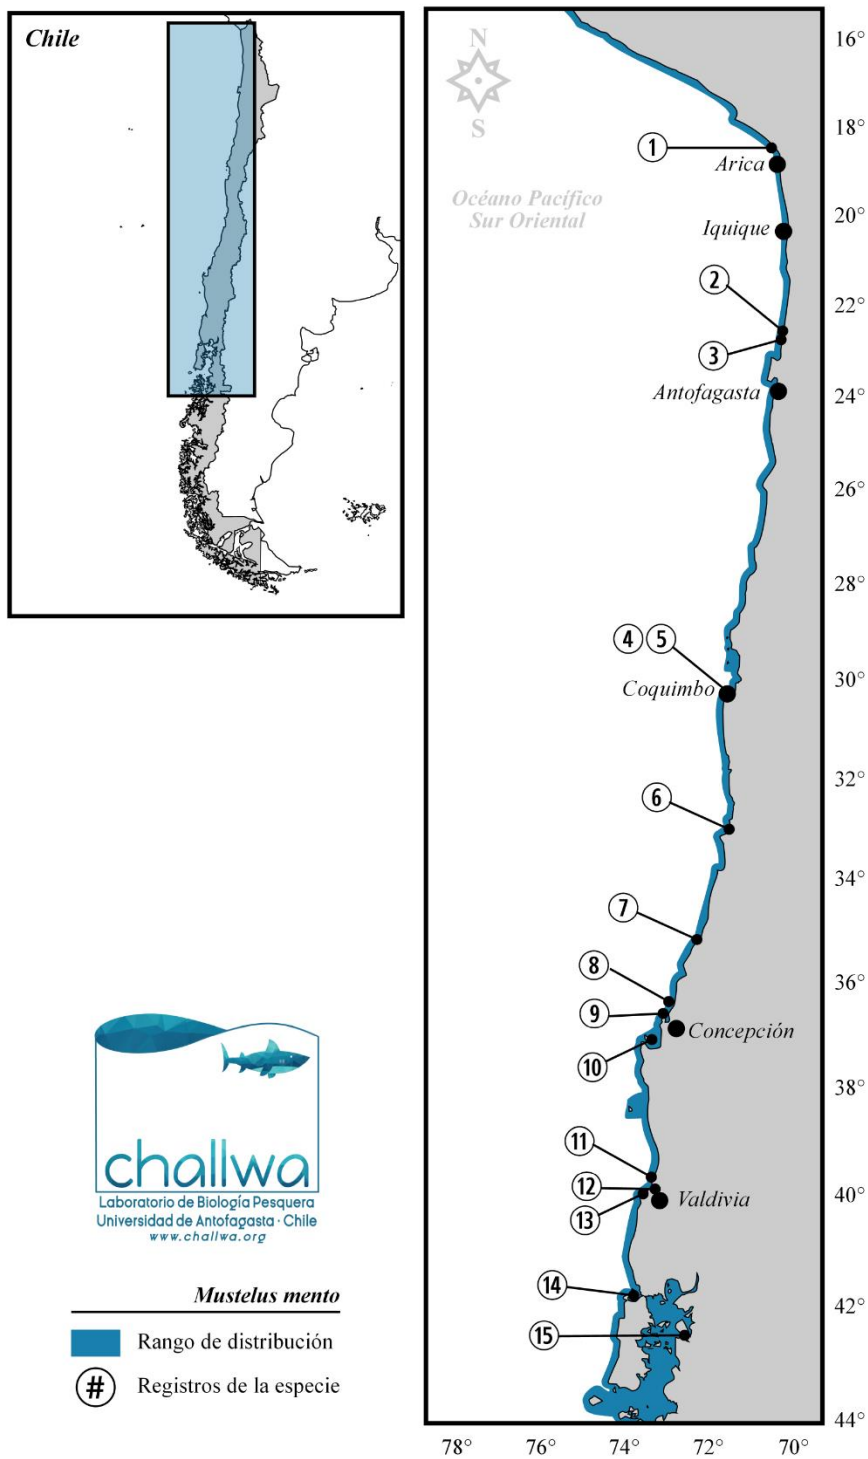 Chile
N
S
Océano Pacífico
Sur Oriental
16°
18°
20°
22°
24°
26°
28°
30°
32°
34°
36°
38°
40°
42°
44°
1
Arica
Iquique
2
3
Antofagasta
4 5
Coquimbo
6
7
8
9
Concepción
10
11
12
Valdivia
13
14
15
78° 76° 74° 72° 70°
challwa
Laboratorio de Biología Pesquera
Universidad de Antofagasta · Chile
www.challwa.org
Mustelus mento
Rango de distribución
# Registros de la especie